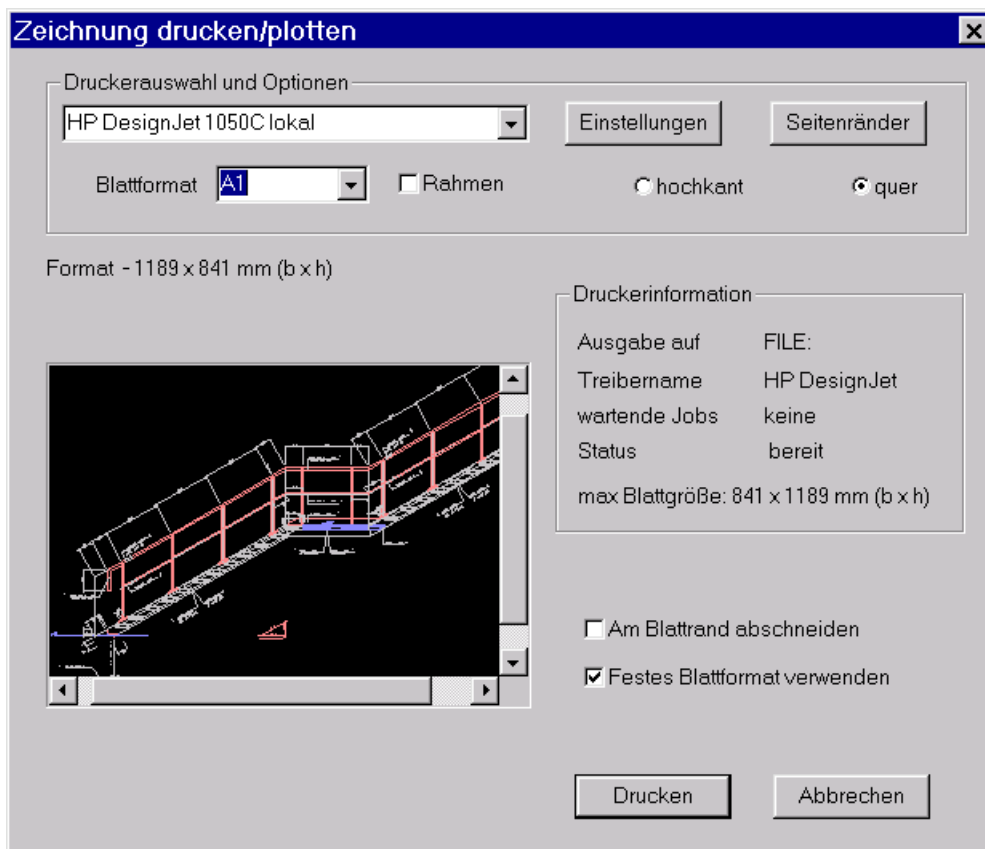 Zeichnung drucken/plotten
Druckerauswahl und Optionen
HP DesignJet 1050C lokal
Einstellungen
Seitenränder
Blattformat
A1
Rahmen
hochkant
quer
Format - 1189 x 841 mm (b x h)
Druckerinformation
Ausgabe auf FILE:
Treibername HP DesignJet
wartende Jobs keine
Status bereit
max Blattgröße: 841 x 1189 mm (b x h)
Am Blattrand abschneiden
Festes Blattformat verwenden
Drucken
Abbrechen